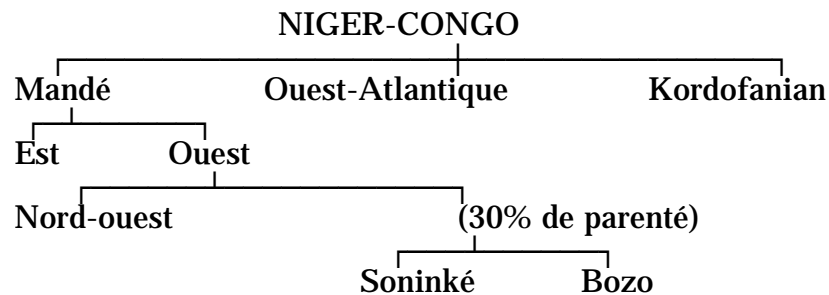 NIGER-CONGO
Mandé Ouest-Atlantique Kordofanian
Est Ouest
Nord-ouest (30% de parenté)
Soninké Bozo